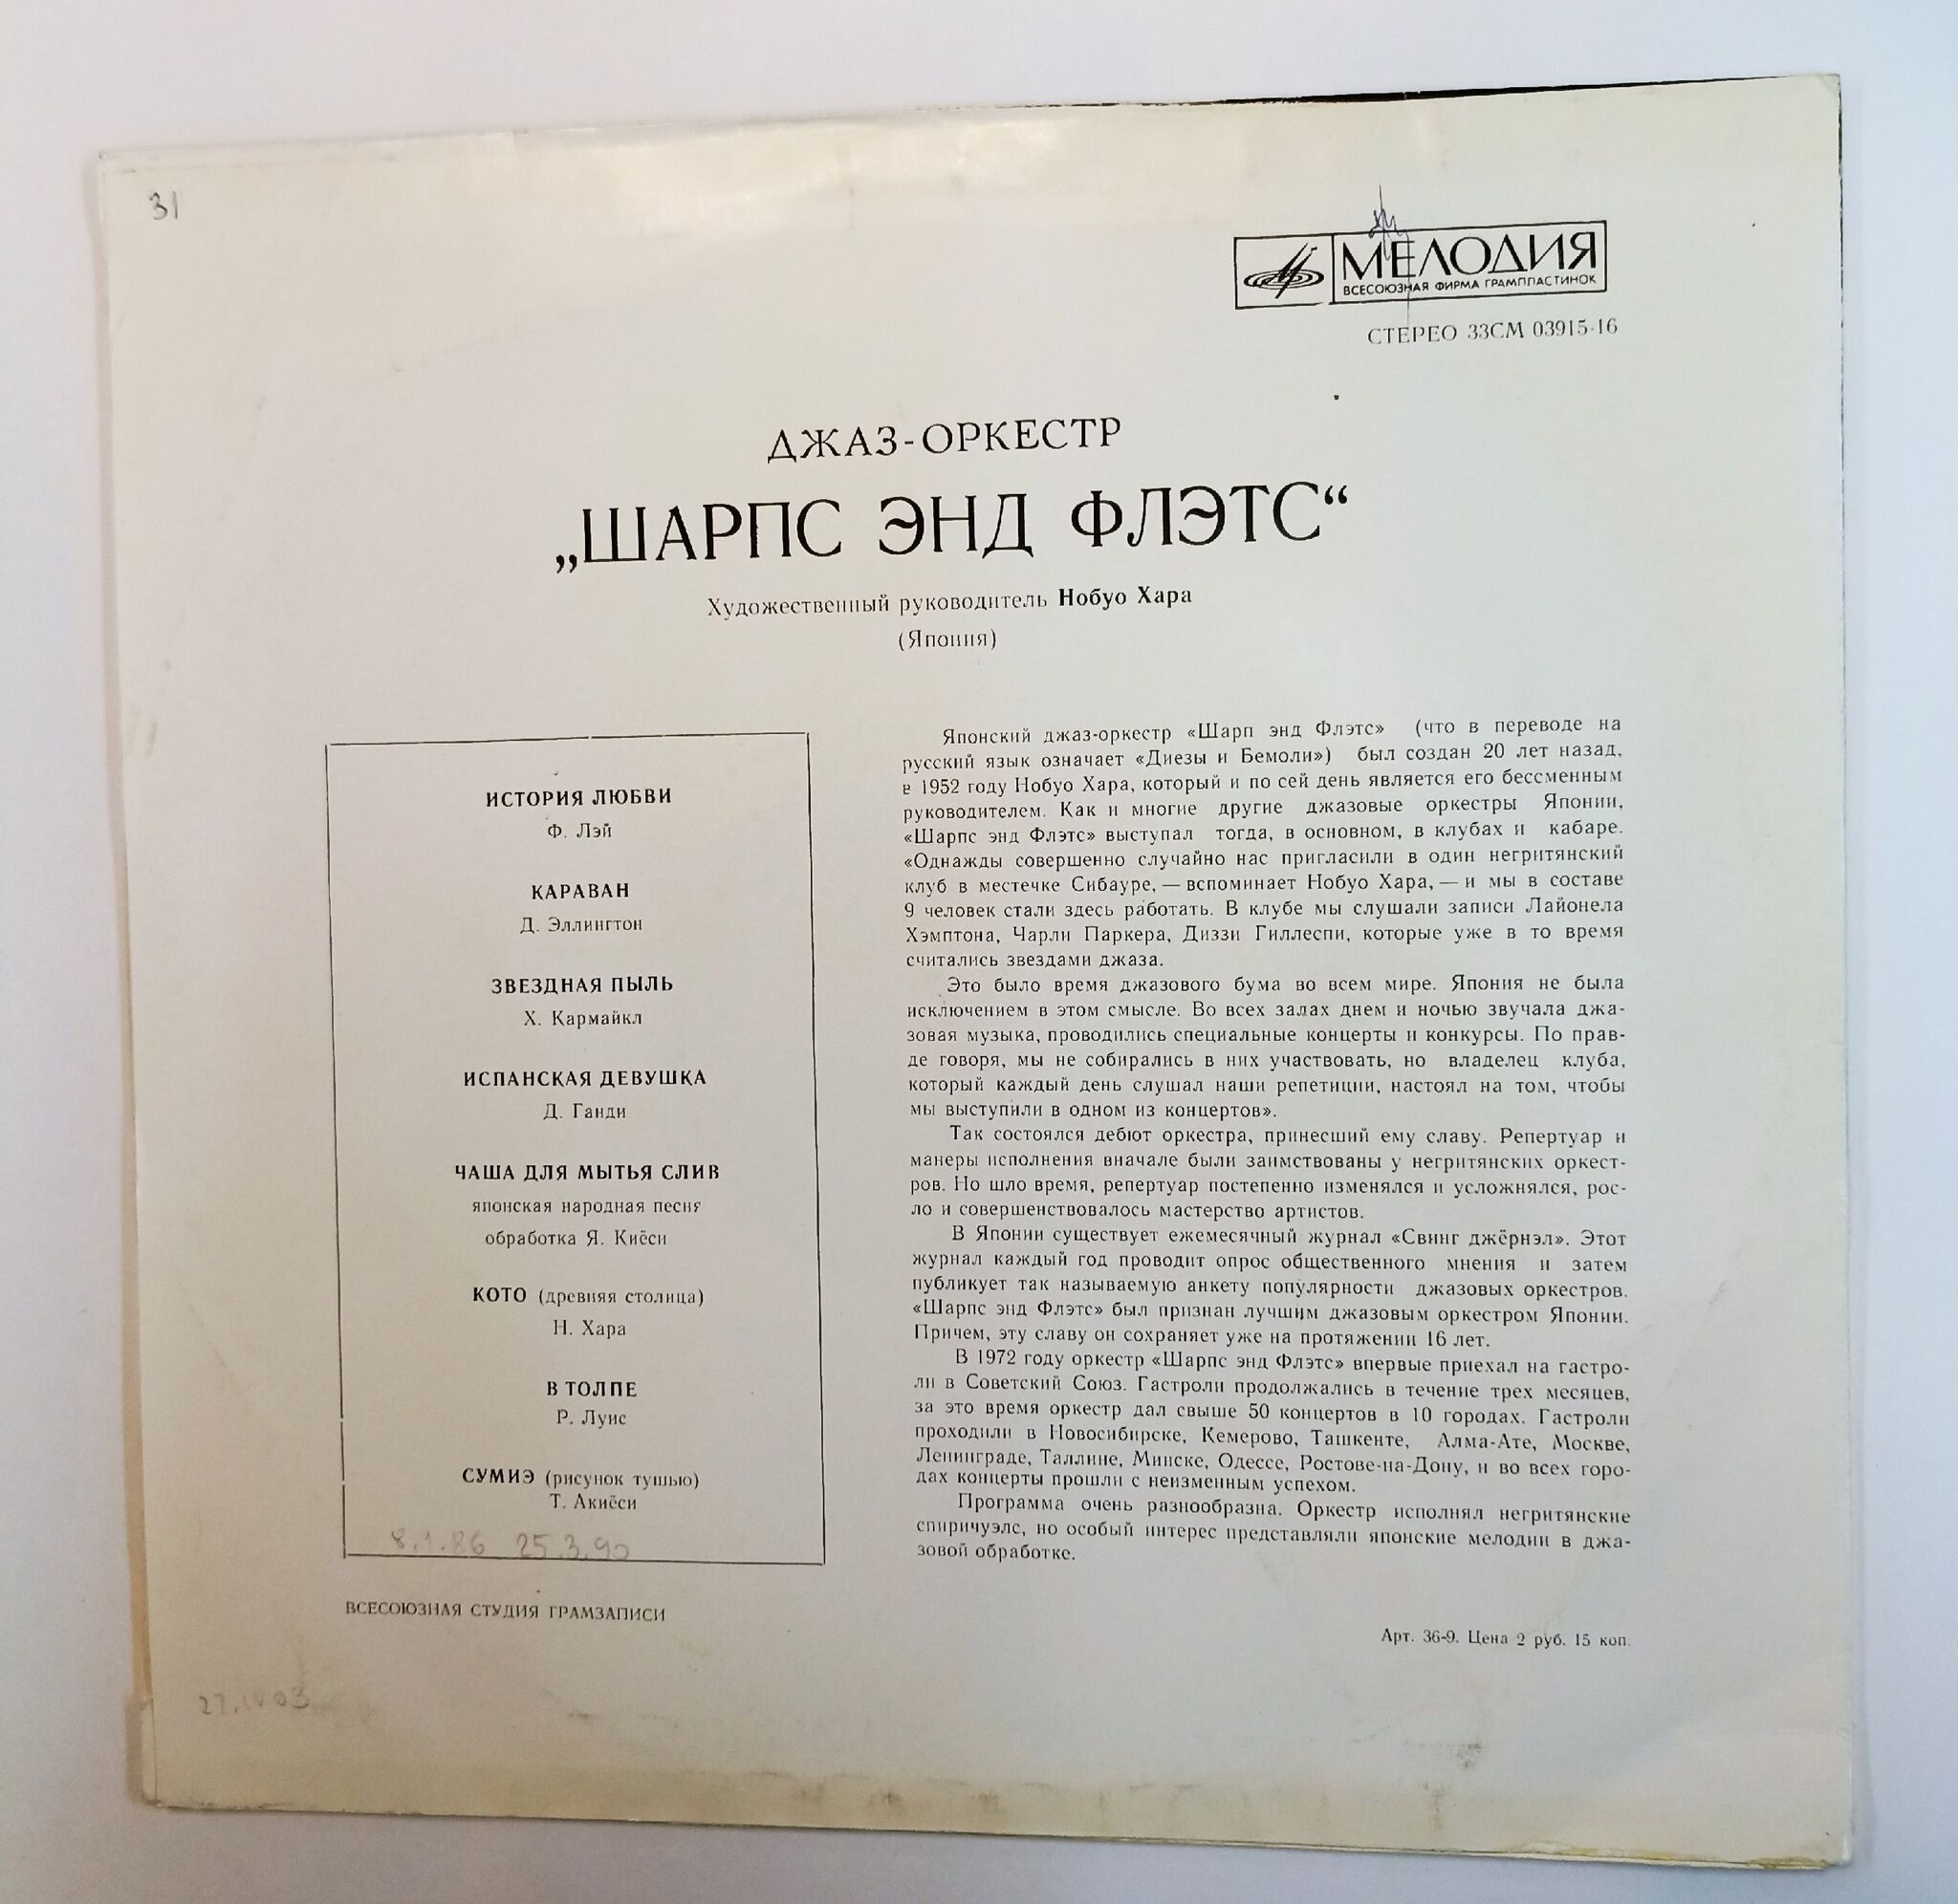 31
МЕЛОДИЯ
ВСЕСОЮЗНАЯ ФИРМА ГРАМПЛАСТИНОК
СТЕРЕО 33СМ 03915-16
ДЖАЗ-ОРКЕСТР
„ШАРПС ЭНД ФЛЭТС“
Художественный руководитель Нобуо Хара
(Япония)
ИСТОРИЯ ЛЮБВИ
Ф. Лэй
КАРАВАН
Д. Эллингтон
ЗВЕЗДНАЯ ПЫЛЬ
Х. Кармайкл
ИСПАНСКАЯ ДЕВУШКА
Д. Ганди
ЧАША ДЛЯ МЫТЬЯ СЛИВ
японская народная песня
обработка Я. Киёси
КОТО (древняя столица)
Н. Хара
В ТОЛПЕ
Р. Луис
СУМИЭ (рисунок тушью)
Т. Акиёси
8.1.86 25.3.90
ВСЕСОЮЗНАЯ СТУДИЯ ГРАМЗАПИСИ
Японский джаз-оркестр «Шарп энд Флэтс» (что в переводе на
русский язык означает «Диезы и Бемоли») был создан 20 лет назад,
в 1952 году Нобуо Хара, который и по сей день является его бессменным
руководителем. Как и многие другие джазовые оркестры Японии,
«Шарпс энд Флэтс» выступал тогда, в основном, в клубах и кабаре.
«Однажды совершенно случайно нас пригласили в один негритянский
клуб в местечке Сибауре, — вспоминает Нобуо Хара, — и мы в составе
9 человек стали здесь работать. В клубе мы слушали записи Лайонела
Хэмптона, Чарли Паркера, Диззи Гиллеспи, которые уже в то время
считались звездами джаза.
Это было время джазового бума во всем мире. Япония не была
исключением в этом смысле. Во всех залах днем и ночью звучала джа-
зовая музыка, проводились специальные концерты и конкурсы. По прав-
де говоря, мы не собирались в них участвовать, но владелец клуба,
который каждый день слушал наши репетиции, настоял на том, чтобы
мы выступили в одном из концертов».
Так состоялся дебют оркестра, принесший ему славу. Репертуар и
манеры исполнения вначале были заимствованы у негритянских оркест-
ров. Но шло время, репертуар постепенно изменялся и усложнялся, рос-
ло и совершенствовалось мастерство артистов.
В Японии существует ежемесячный журнал «Свинг джёрнэл». Этот
журнал каждый год проводит опрос общественного мнения и затем
публикует так называемую анкету популярности джазовых оркестров.
«Шарпс энд Флэтс» был признан лучшим джазовым оркестром Японии.
Причем, эту славу он сохраняет уже на протяжении 16 лет.
В 1972 году оркестр «Шарпс энд Флэтс» впервые приехал на гастро-
ли в Советский Союз. Гастроли продолжались в течение трех месяцев,
за это время оркестр дал свыше 50 концертов в 10 городах. Гастроли
проходили в Новосибирске, Кемерово, Ташкенте, Алма-Ате, Москве,
Ленинграде, Таллине, Минске, Одессе, Ростове-на-Дону, и во всех горо-
дах концерты прошли с неизменным успехом.
Программа очень разнообразна. Оркестр исполнял негритянские
спиричуэлс, но особый интерес представляли японские мелодии в джа-
зовой обработке.
Арт. 36-9. Цена 2 руб. 15 коп.
27.IV 03